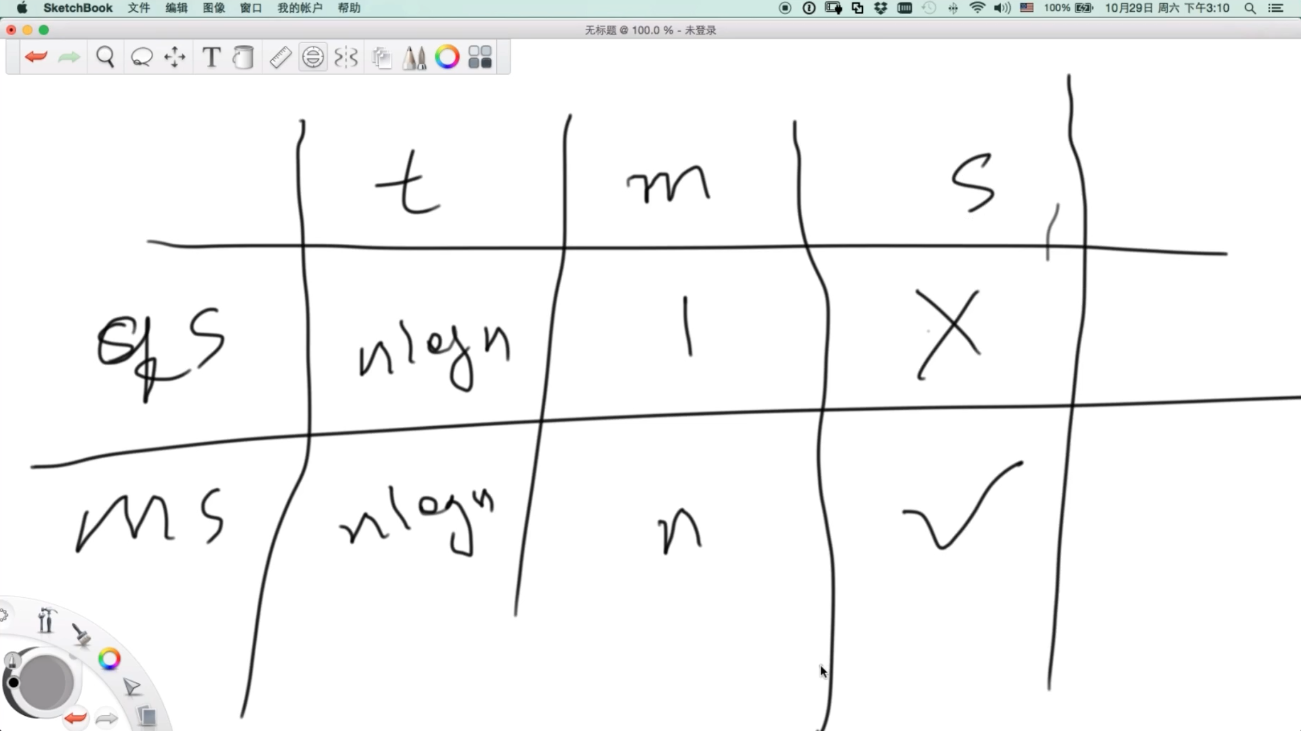 SketchBook 文件 编辑 图像 窗口 我的帐户 帮助 100% 10月29日 周六 下午3:10
无标题 @ 100.0 % - 未登录
T
t m s
qs nlogn 1 X
ms nlogn n ✓